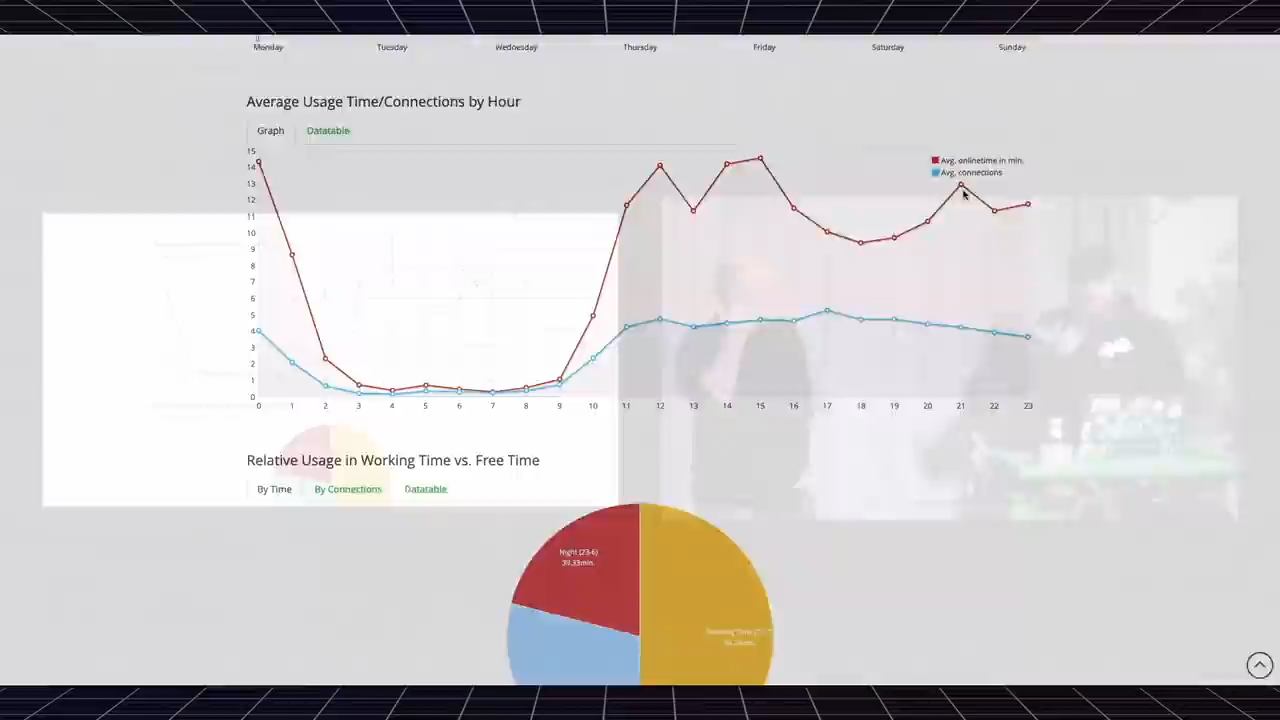 Monday Tuesday Wednesday Thursday Friday Saturday Sunday
Average Usage Time/Connections by Hour
Graph Datatable
15
14
13
12
11
10
9
8
7
6
5
4
3
2
1
0
Avg. onlinetime in min.
Avg. connections
0 1 2 3 4 5 6 7 8 9 10 11 12 13 14 15 16 17 18 19 20 21 22 23
Relative Usage in Working Time vs. Free Time
By Time By Connections Datatable
Night (23-6)
39.33min.